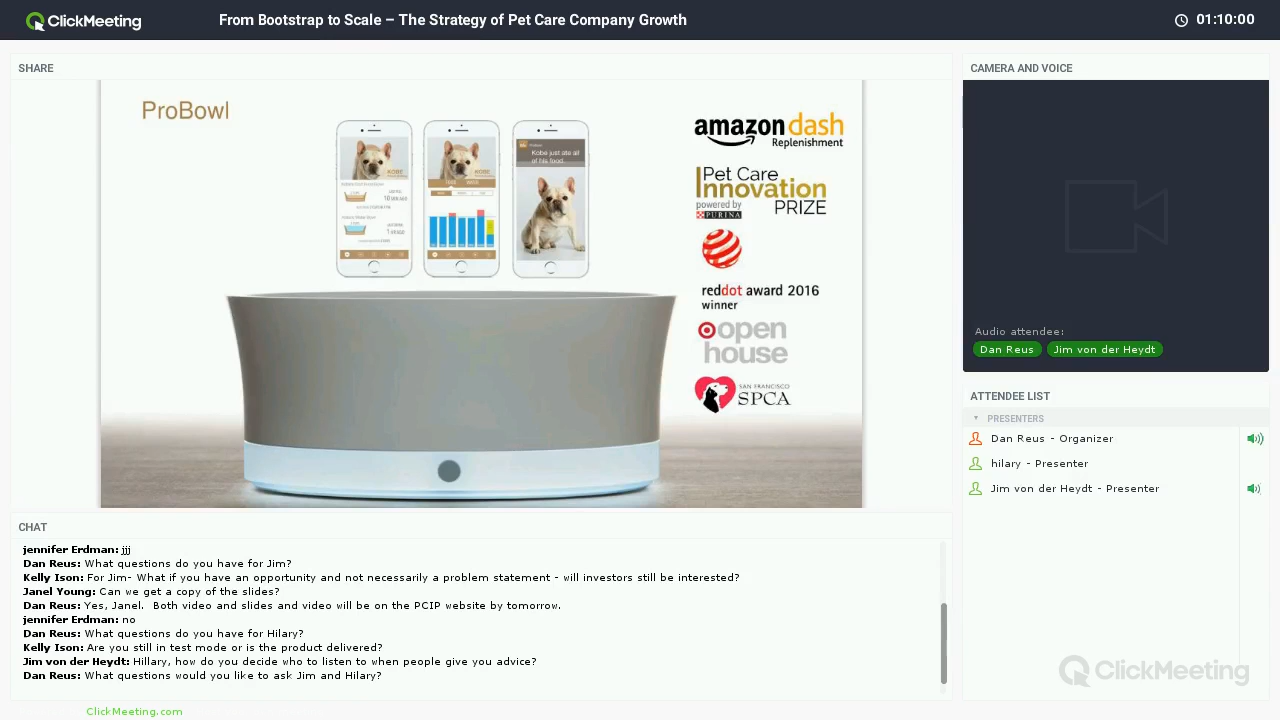 ClickMeeting
From Bootstrap to Scale – The Strategy of Pet Care Company Growth
01:10:00
SHARE
ProBowl
KOBE
KOBE
Kobe just ate all
of his food
amazon dash
Replenishment
Pet Care
Innovation
PRIZE
powered by
PURINA
reddot award 2016
winner
open
house
SAN FRANCISCO
SPCA
CAMERA AND VOICE
Audio attendee:
Dan Reus
Jim von der Heydt
ATTENDEE LIST
PRESENTERS
Dan Reus - Organizer
hilary - Presenter
Jim von der Heydt - Presenter
ClickMeeting
CHAT
jennifer Erdman: jjj
Dan Reus: What questions do you have for Jim?
Kelly Ison: For Jim- What if you have an opportunity and not necessarily a problem statement - will investors still be interested?
Janel Young: Can we get a copy of the slides?
Dan Reus: Yes, Janel. Both video and slides and video will be on the PCIP website by tomorrow.
jennifer Erdman: no
Dan Reus: What questions do you have for Hilary?
Kelly Ison: Are you still in test mode or is the product delivered?
Jim von der Heydt: Hillary, how do you decide who to listen to when people give you advice?
Dan Reus: What questions would you like to ask Jim and Hilary?
ClickMeeting.com